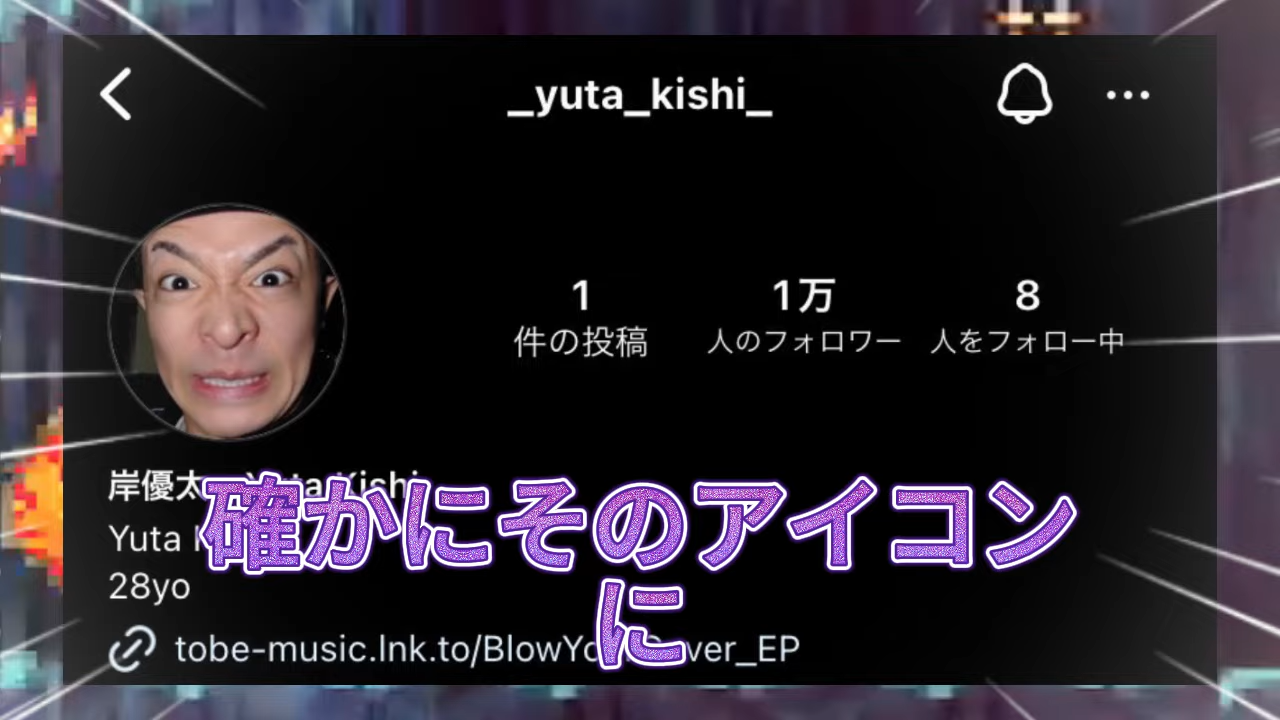 _yuta_kishi_
1 1万 8
件の投稿 人のフォロワー 人をフォロー中
岸優太 Yuta Kishi
確かにそのアイコン
Yuta
28yo
に
tobe-music.lnk.to/BlowYo ver_EP